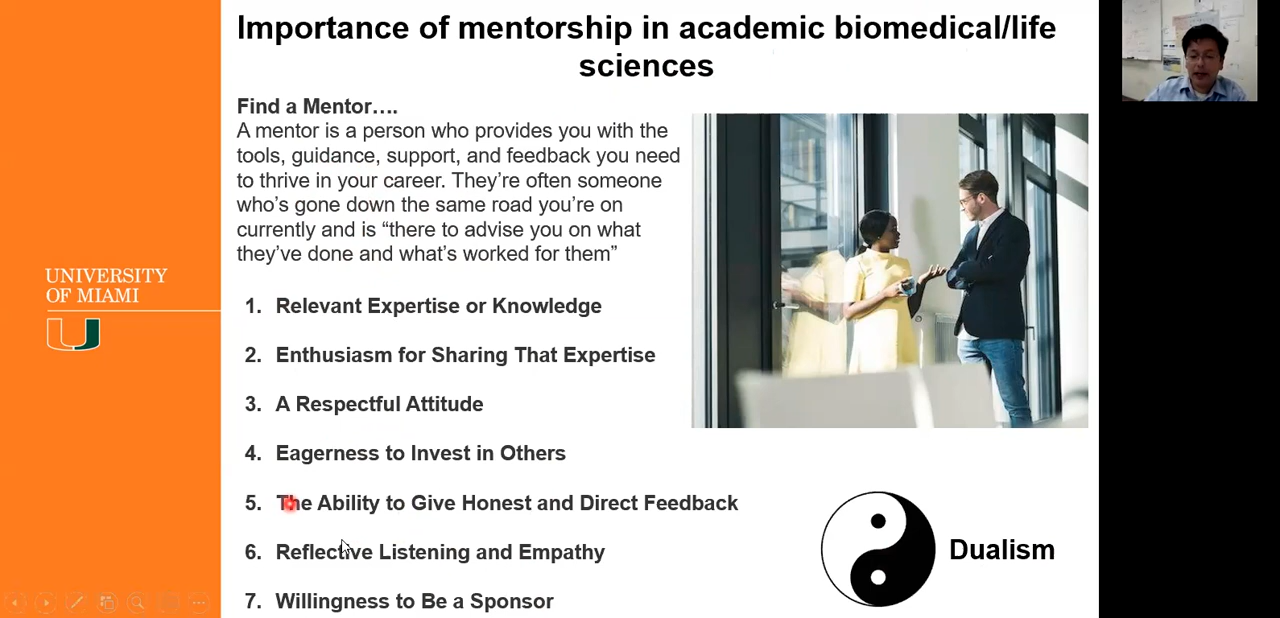 Importance of mentorship in academic biomedical/life
sciences
Find a Mentor….
A mentor is a person who provides you with the
tools, guidance, support, and feedback you need
to thrive in your career. They’re often someone
who’s gone down the same road you’re on
currently and is “there to advise you on what
they’ve done and what’s worked for them”
UNIVERSITY
OF MIAMI
1. Relevant Expertise or Knowledge
2. Enthusiasm for Sharing That Expertise
3. A Respectful Attitude
4. Eagerness to Invest in Others
5. The Ability to Give Honest and Direct Feedback
6. Reflective Listening and Empathy
7. Willingness to Be a Sponsor
Dualism